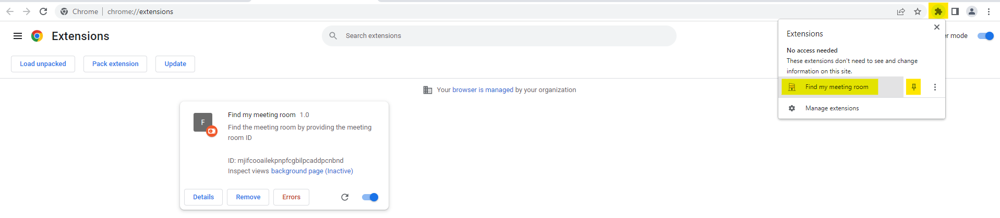 Chrome chrome://extensions
Extensions
Search extensions
er mode
Load unpacked
Pack extension
Update
Your browser is managed by your organization
F
Find my meeting room 1.0
Find the meeting room by providing the meeting
room ID
ID: mjifcooailekpnpfcgbilpcaddpcnbnd
Inspect views background page (Inactive)
Details
Remove
Errors
Extensions
No access needed
These extensions don't need to see and change
information on this site.
Find my meeting room
Manage extensions